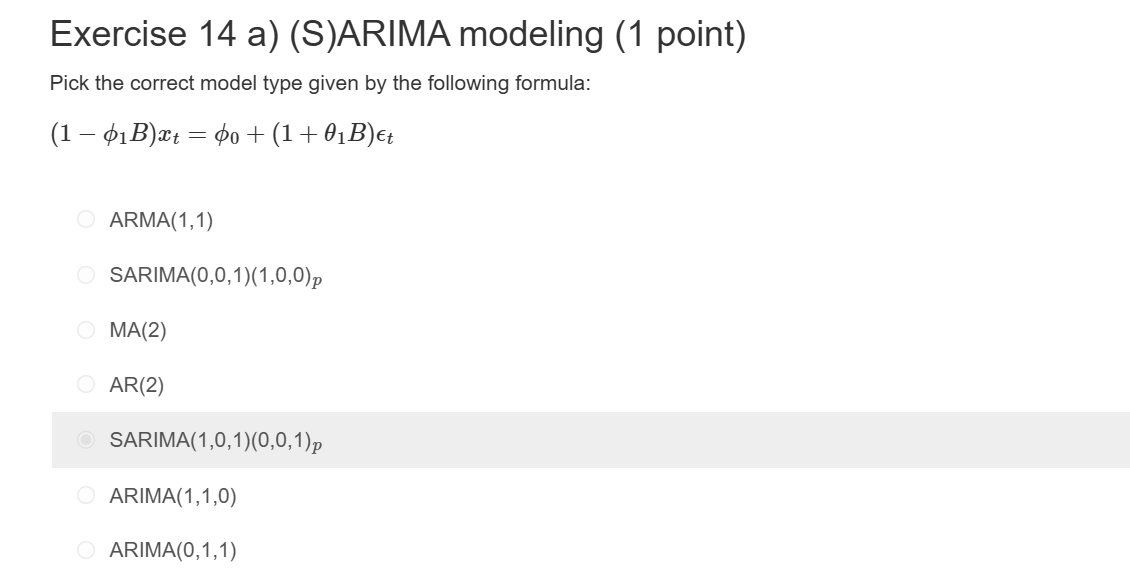 Exercise 14 a) (S)ARIMA modeling (1 point)
Pick the correct model type given by the following formula:
(1 − ϕ₁B)xₜ = ϕ₀ + (1 + θ₁B)ϵₜ
ARMA(1,1)
SARIMA(0,0,1)(1,0,0)ₚ
MA(2)
AR(2)
SARIMA(1,0,1)(0,0,1)ₚ
ARIMA(1,1,0)
ARIMA(0,1,1)